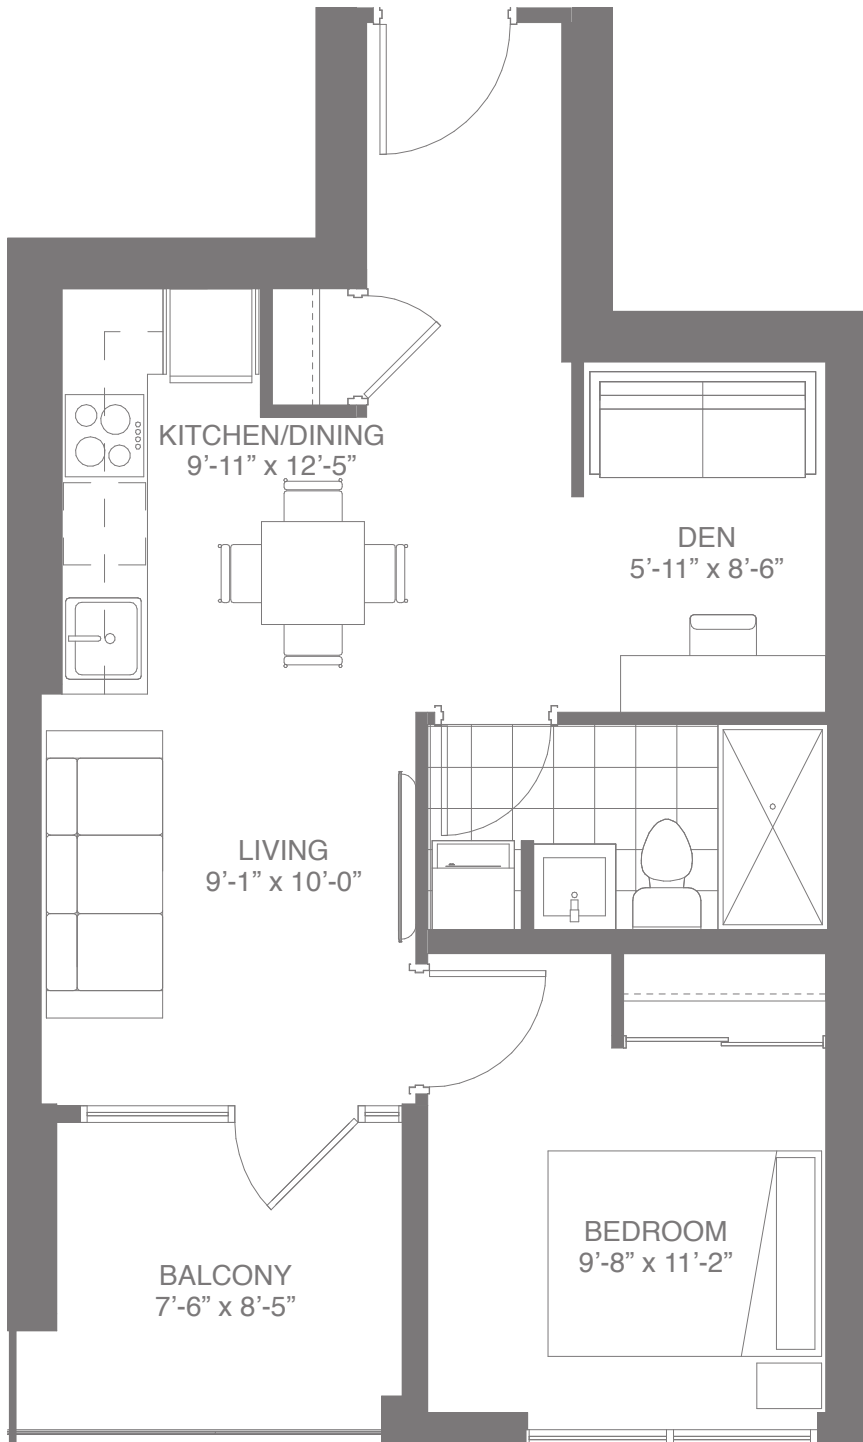 KITCHEN/DINING
9’-11” x 12’-5”
DEN
5’-11” x 8’-6”
LIVING
9’-1” x 10’-0”
BEDROOM
9’-8” x 11’-2”
BALCONY
7’-6” x 8’-5”